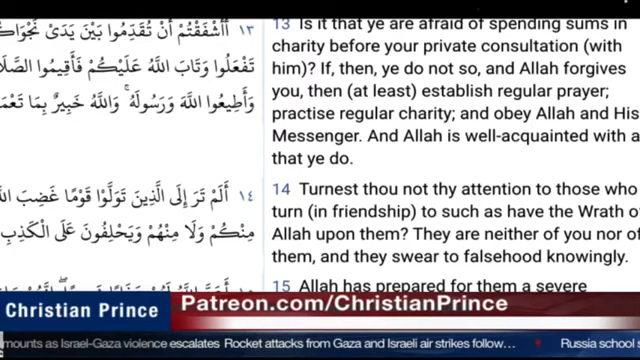 ١٣ أَأَشْفَقْتُمْ أَنْ تُقَدِّمُوا بَيْنَ يَدَىْ
تَفْعَلُوا وَتَابَ اللَّهُ عَلَيْكُمْ فَأَقِيمُوا
وَأَطِيعُوا اللَّهَ وَرَسُولَهُ ۚ وَاللَّهُ خَبِيرٌ بِمَا
13 Is it that ye are afraid of spending sums in
charity before your private consultation (with
him)? If, then, ye do not so, and Allah forgives
you, then (at least) establish regular prayer;
practise regular charity; and obey Allah and His
Messenger. And Allah is well-acquainted with
that ye do.
١٤ أَلَمْ تَرَ إِلَى الَّذِينَ تَوَلَّوْا قَوْمًا غَضِبَ
مِنْكُمْ وَلَا مِنْهُمْ وَيَحْلِفُونَ عَلَى الْكَذِبِ
14 Turnest thou not thy attention to those who
turn (in friendship) to such as have the Wrath of
Allah upon them? They are neither of you nor of
them, and they swear to falsehood knowingly.
15 Allah has prepared for them a severe
Christian Prince
Patreon.com/ChristianPrince
mounts as Israel-Gaza violence escalates Rocket attacks from Gaza and Israeli air strikes follow... Russia school